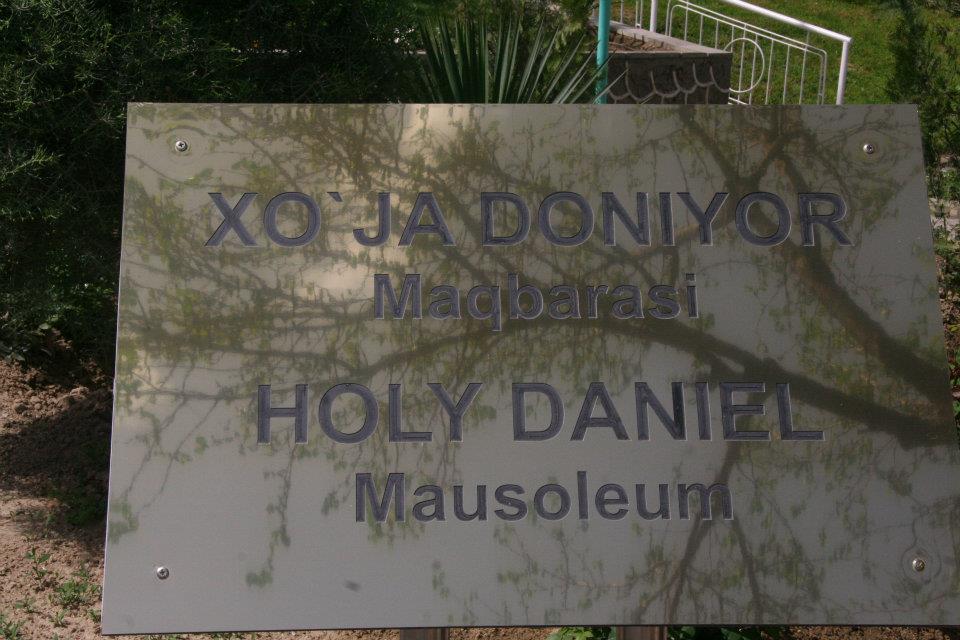 XO`JA DONIYOR
Maqbarasi
HOLY DANIEL
Mausoleum